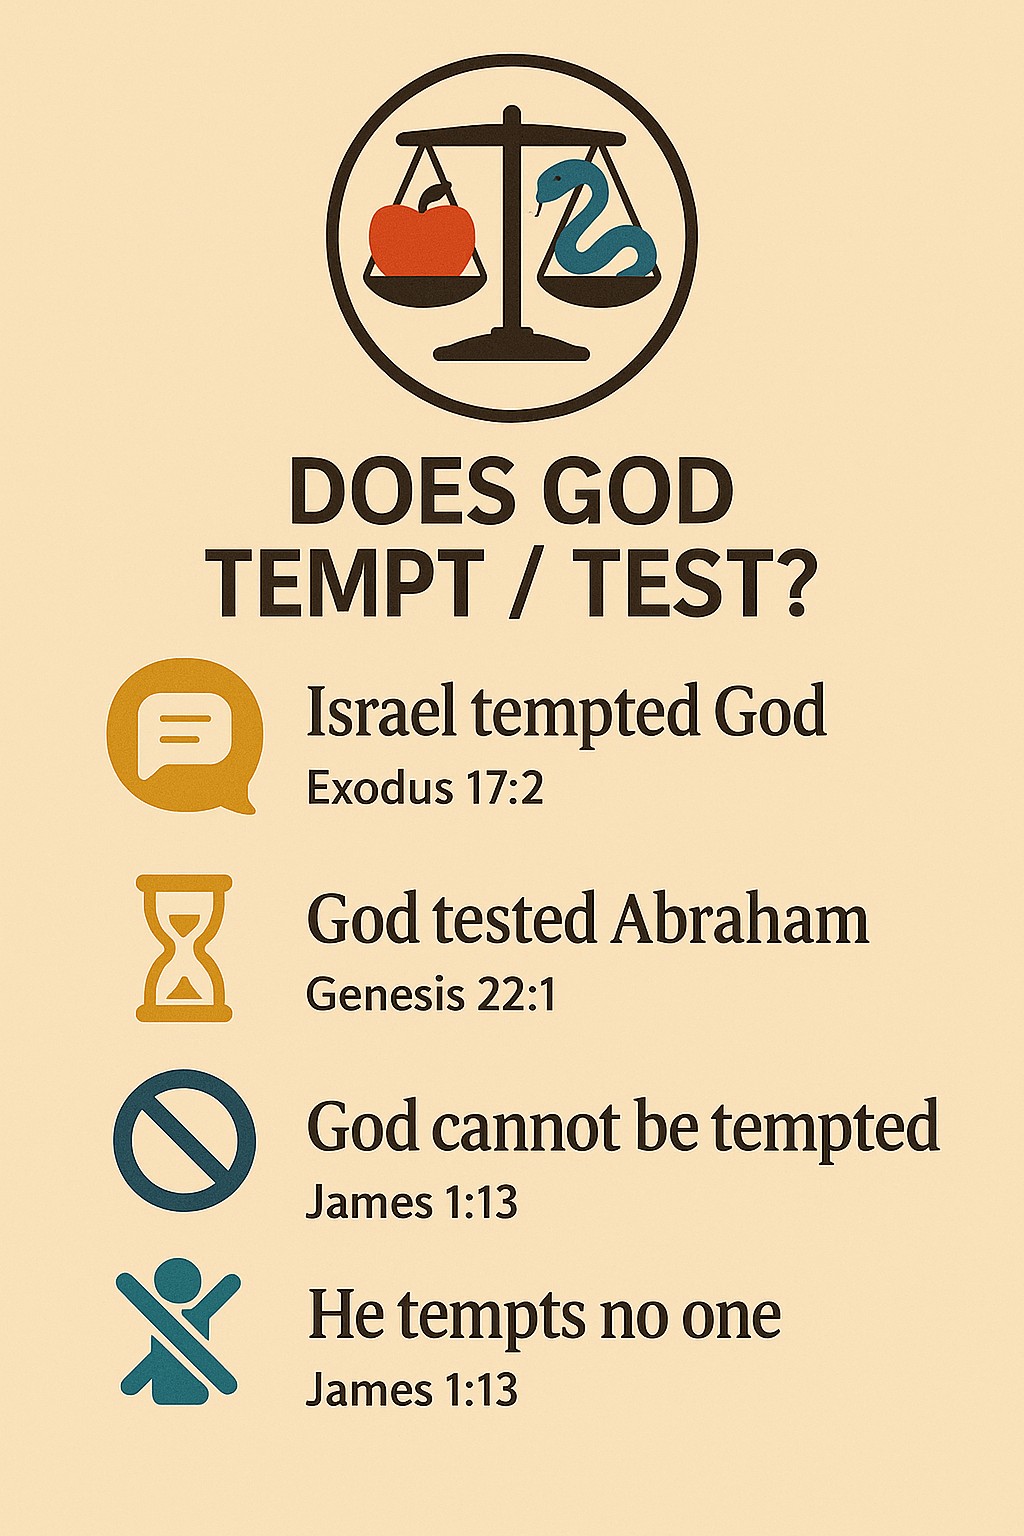 DOES GOD
TEMPT / TEST?
Israel tempted God
Exodus 17:2
God tested Abraham
Genesis 22:1
God cannot be tempted
James 1:13
He tempts no one
James 1:13